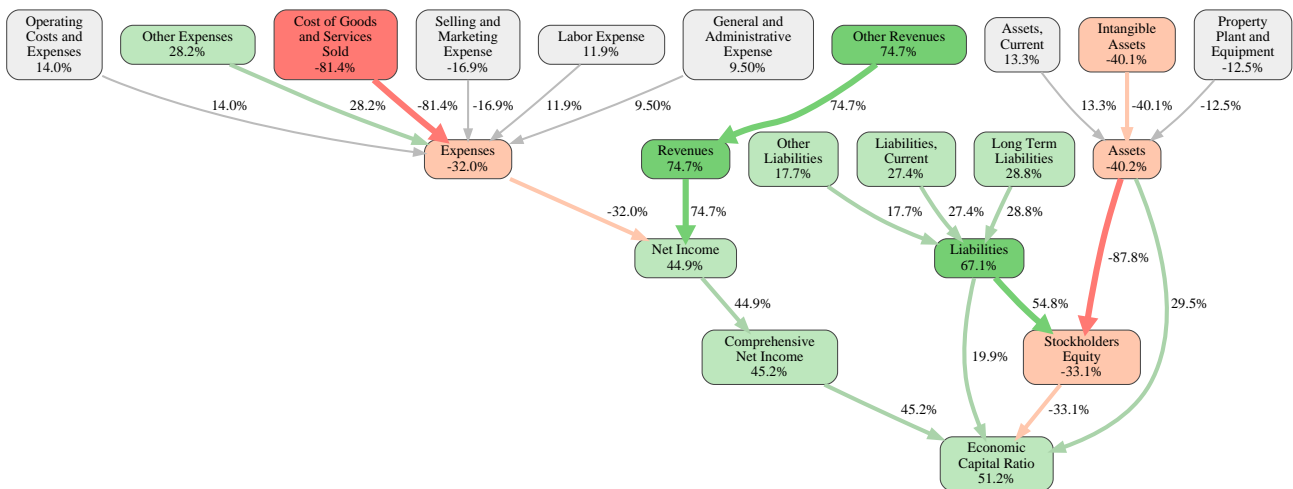 Operating
Costs and
Expenses
14.0%
Other Expenses
28.2%
Cost of Goods
and Services
Sold
-81.4%
Selling and
Marketing
Expense
-16.9%
Labor Expense
11.9%
General and
Administrative
Expense
9.50%
Other Revenues
74.7%
Assets,
Current
13.3%
Intangible
Assets
-40.1%
Property
Plant and
Equipment
-12.5%
14.0%
28.2%
-81.4%
-16.9%
11.9%
9.50%
74.7%
13.3%
-40.1%
-12.5%
Expenses
-32.0%
Revenues
74.7%
Other
Liabilities
17.7%
Liabilities,
Current
27.4%
Long Term
Liabilities
28.8%
Assets
-40.2%
-32.0%
74.7%
17.7%
27.4%
28.8%
Net Income
44.9%
Liabilities
67.1%
-87.8%
44.9%
54.8%
29.5%
Comprehensive
Net Income
45.2%
19.9%
Stockholders
Equity
-33.1%
45.2%
-33.1%
Economic
Capital Ratio
51.2%